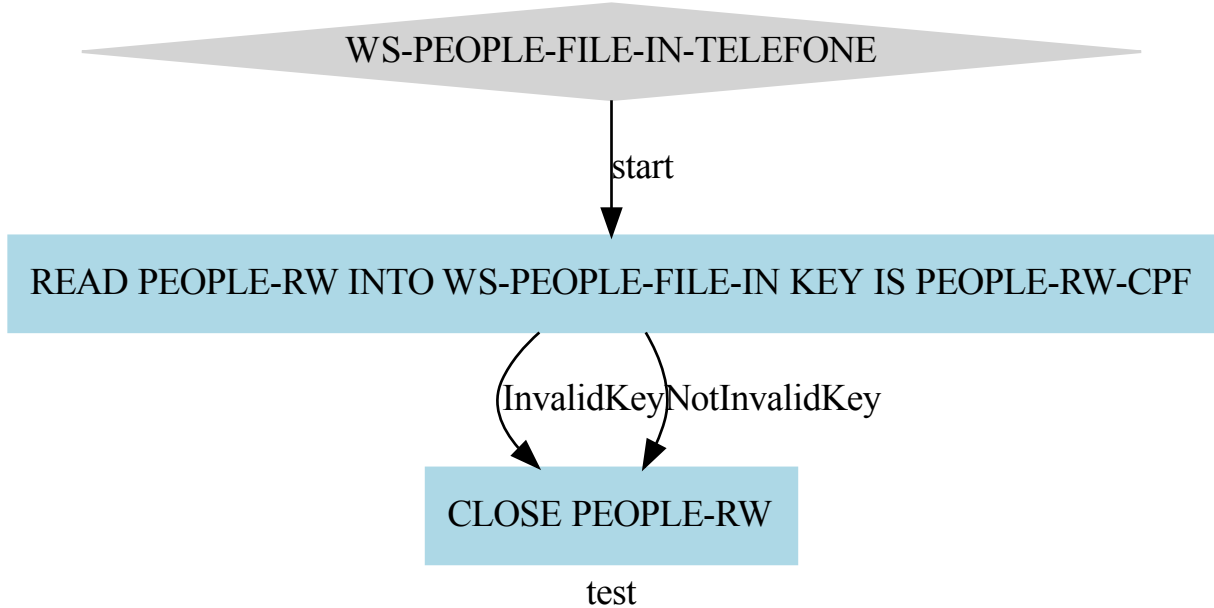 WS-PEOPLE-FILE-IN-TELEFONE
start
READ PEOPLE-RW INTO WS-PEOPLE-FILE-IN KEY IS PEOPLE-RW-CPF
InvalidKey
NotInvalidKey
CLOSE PEOPLE-RW
test